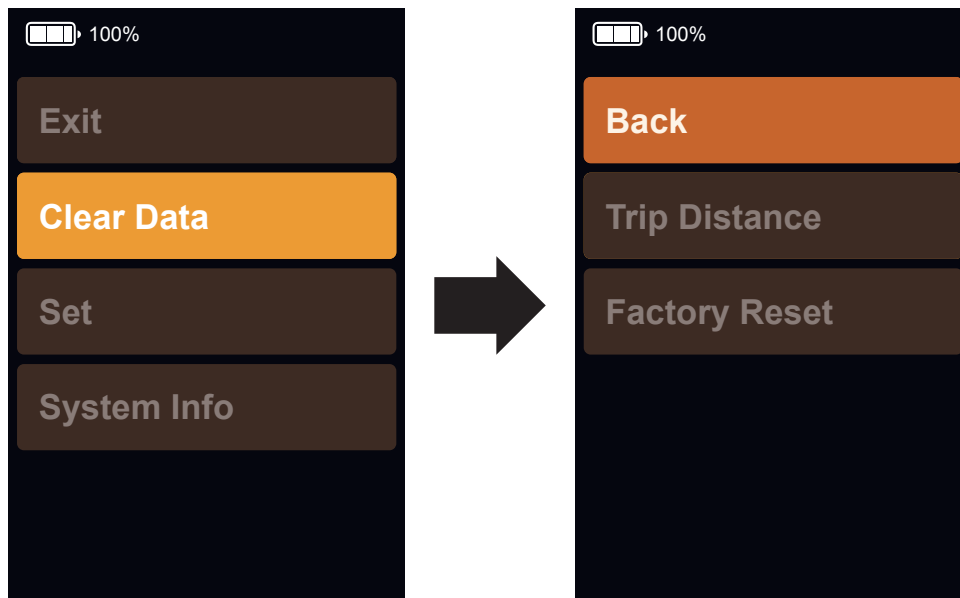 100%
Exit
Clear Data
Set
System Info
100%
Back
Trip Distance
Factory Reset